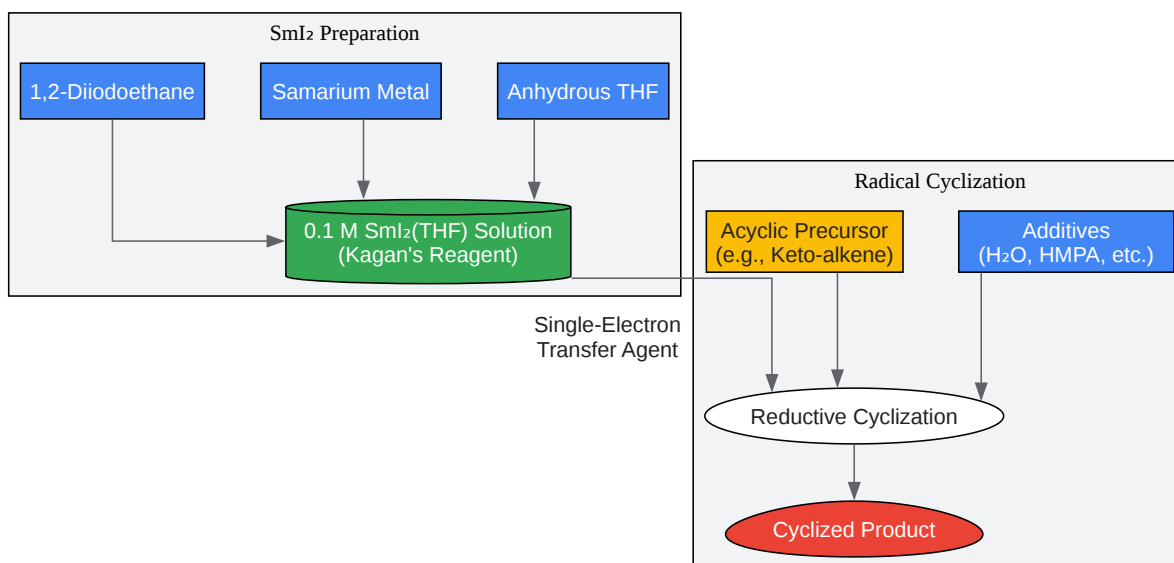 SmI₂ Preparation
1,2-Diiodoethane
Samarium Metal
Anhydrous THF
0.1 M SmI₂(THF) Solution
(Kagan's Reagent)
Single-Electron
Transfer Agent
Radical Cyclization
Acyclic Precursor
(e.g., Keto-alkene)
Additives
(H₂O, HMPA, etc.)
Reductive Cyclization
Cyclized Product